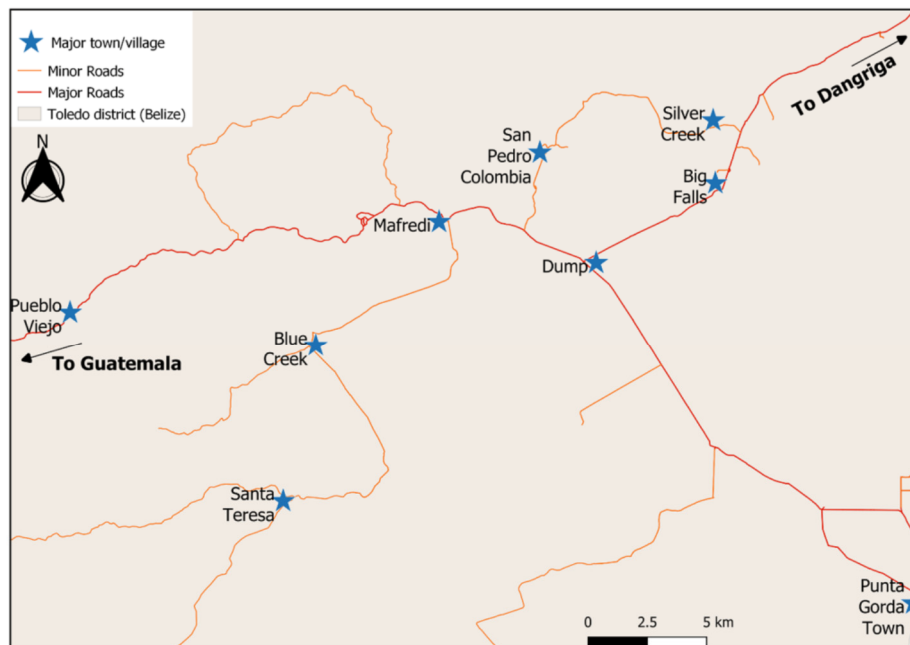 Major town/village
Minor Roads
Major Roads
Toledo district (Belize)
N
To Dangriga
Silver
Creek
San
Pedro
Colombia
Big
Falls
Mafredi
Dump
Pueblo
Viejo
To Guatemala
Blue
Creek
Santa
Teresa
Punta
Gorda
Town
0 2.5 5 km